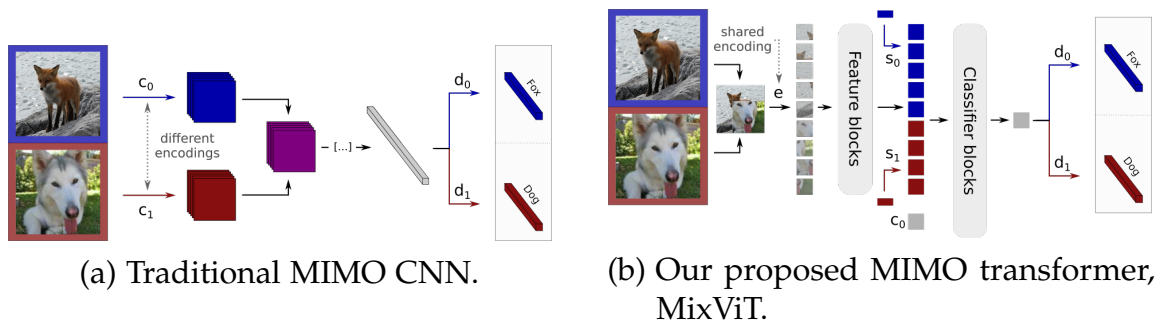 c₀
different
encodings
c₁
[...]
d₀
d₁
Fox
Dog
(a) Traditional MIMO CNN.
shared
encoding
e
Feature blocks
s₀
s₁
c₀
Classifier blocks
d₀
d₁
Fox
Dog
(b) Our proposed MIMO transformer,
MixViT.